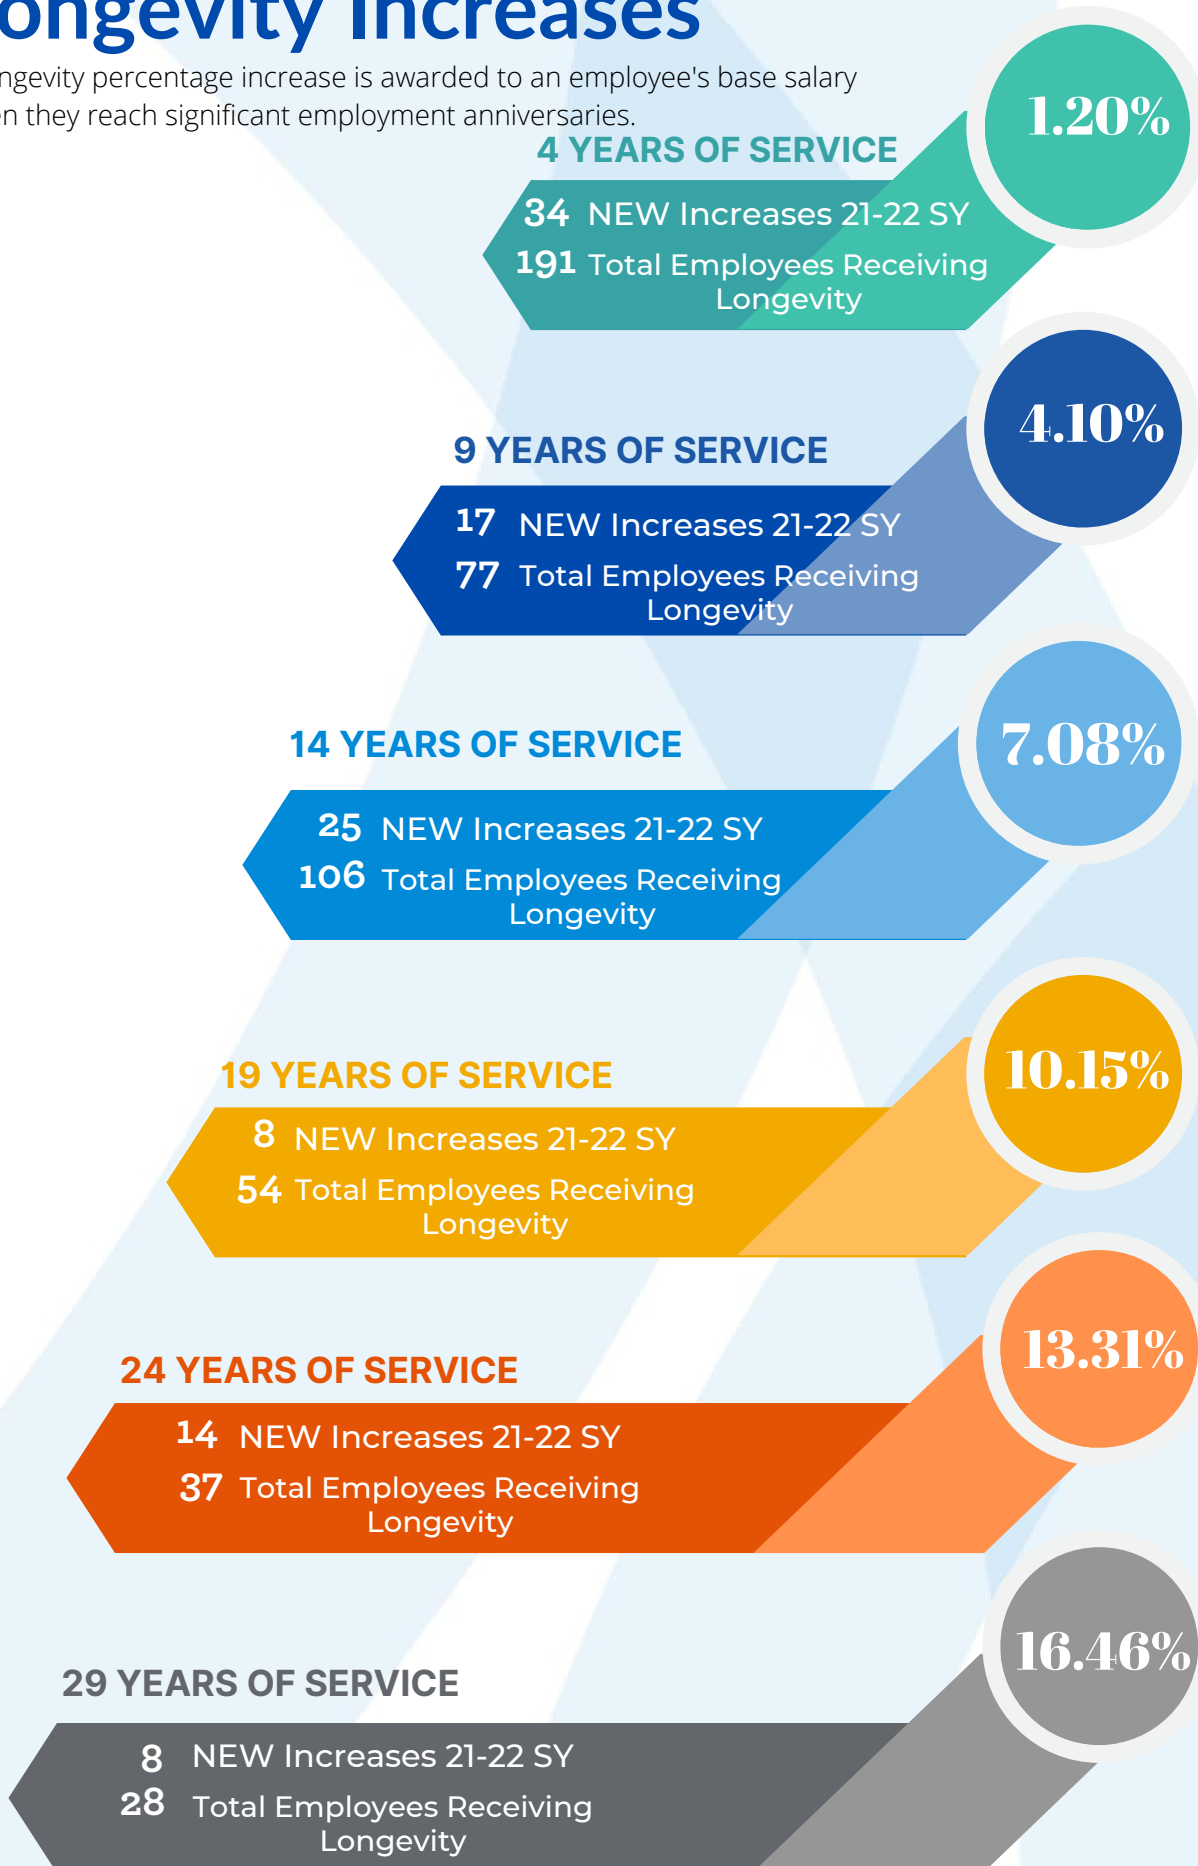 ongevity Increases
ngevity percentage increase is awarded to an employee's base salary
en they reach significant employment anniversaries.
4 YEARS OF SERVICE
1.20%
34 NEW Increases 21-22 SY
191 Total Employees Receiving
Longevity
9 YEARS OF SERVICE
4.10%
17 NEW Increases 21-22 SY
77 Total Employees Receiving
Longevity
14 YEARS OF SERVICE
7.08%
25 NEW Increases 21-22 SY
106 Total Employees Receiving
Longevity
19 YEARS OF SERVICE
10.15%
8 NEW Increases 21-22 SY
54 Total Employees Receiving
Longevity
24 YEARS OF SERVICE
13.31%
14 NEW Increases 21-22 SY
37 Total Employees Receiving
Longevity
29 YEARS OF SERVICE
16.46%
8 NEW Increases 21-22 SY
28 Total Employees Receiving
Longevity